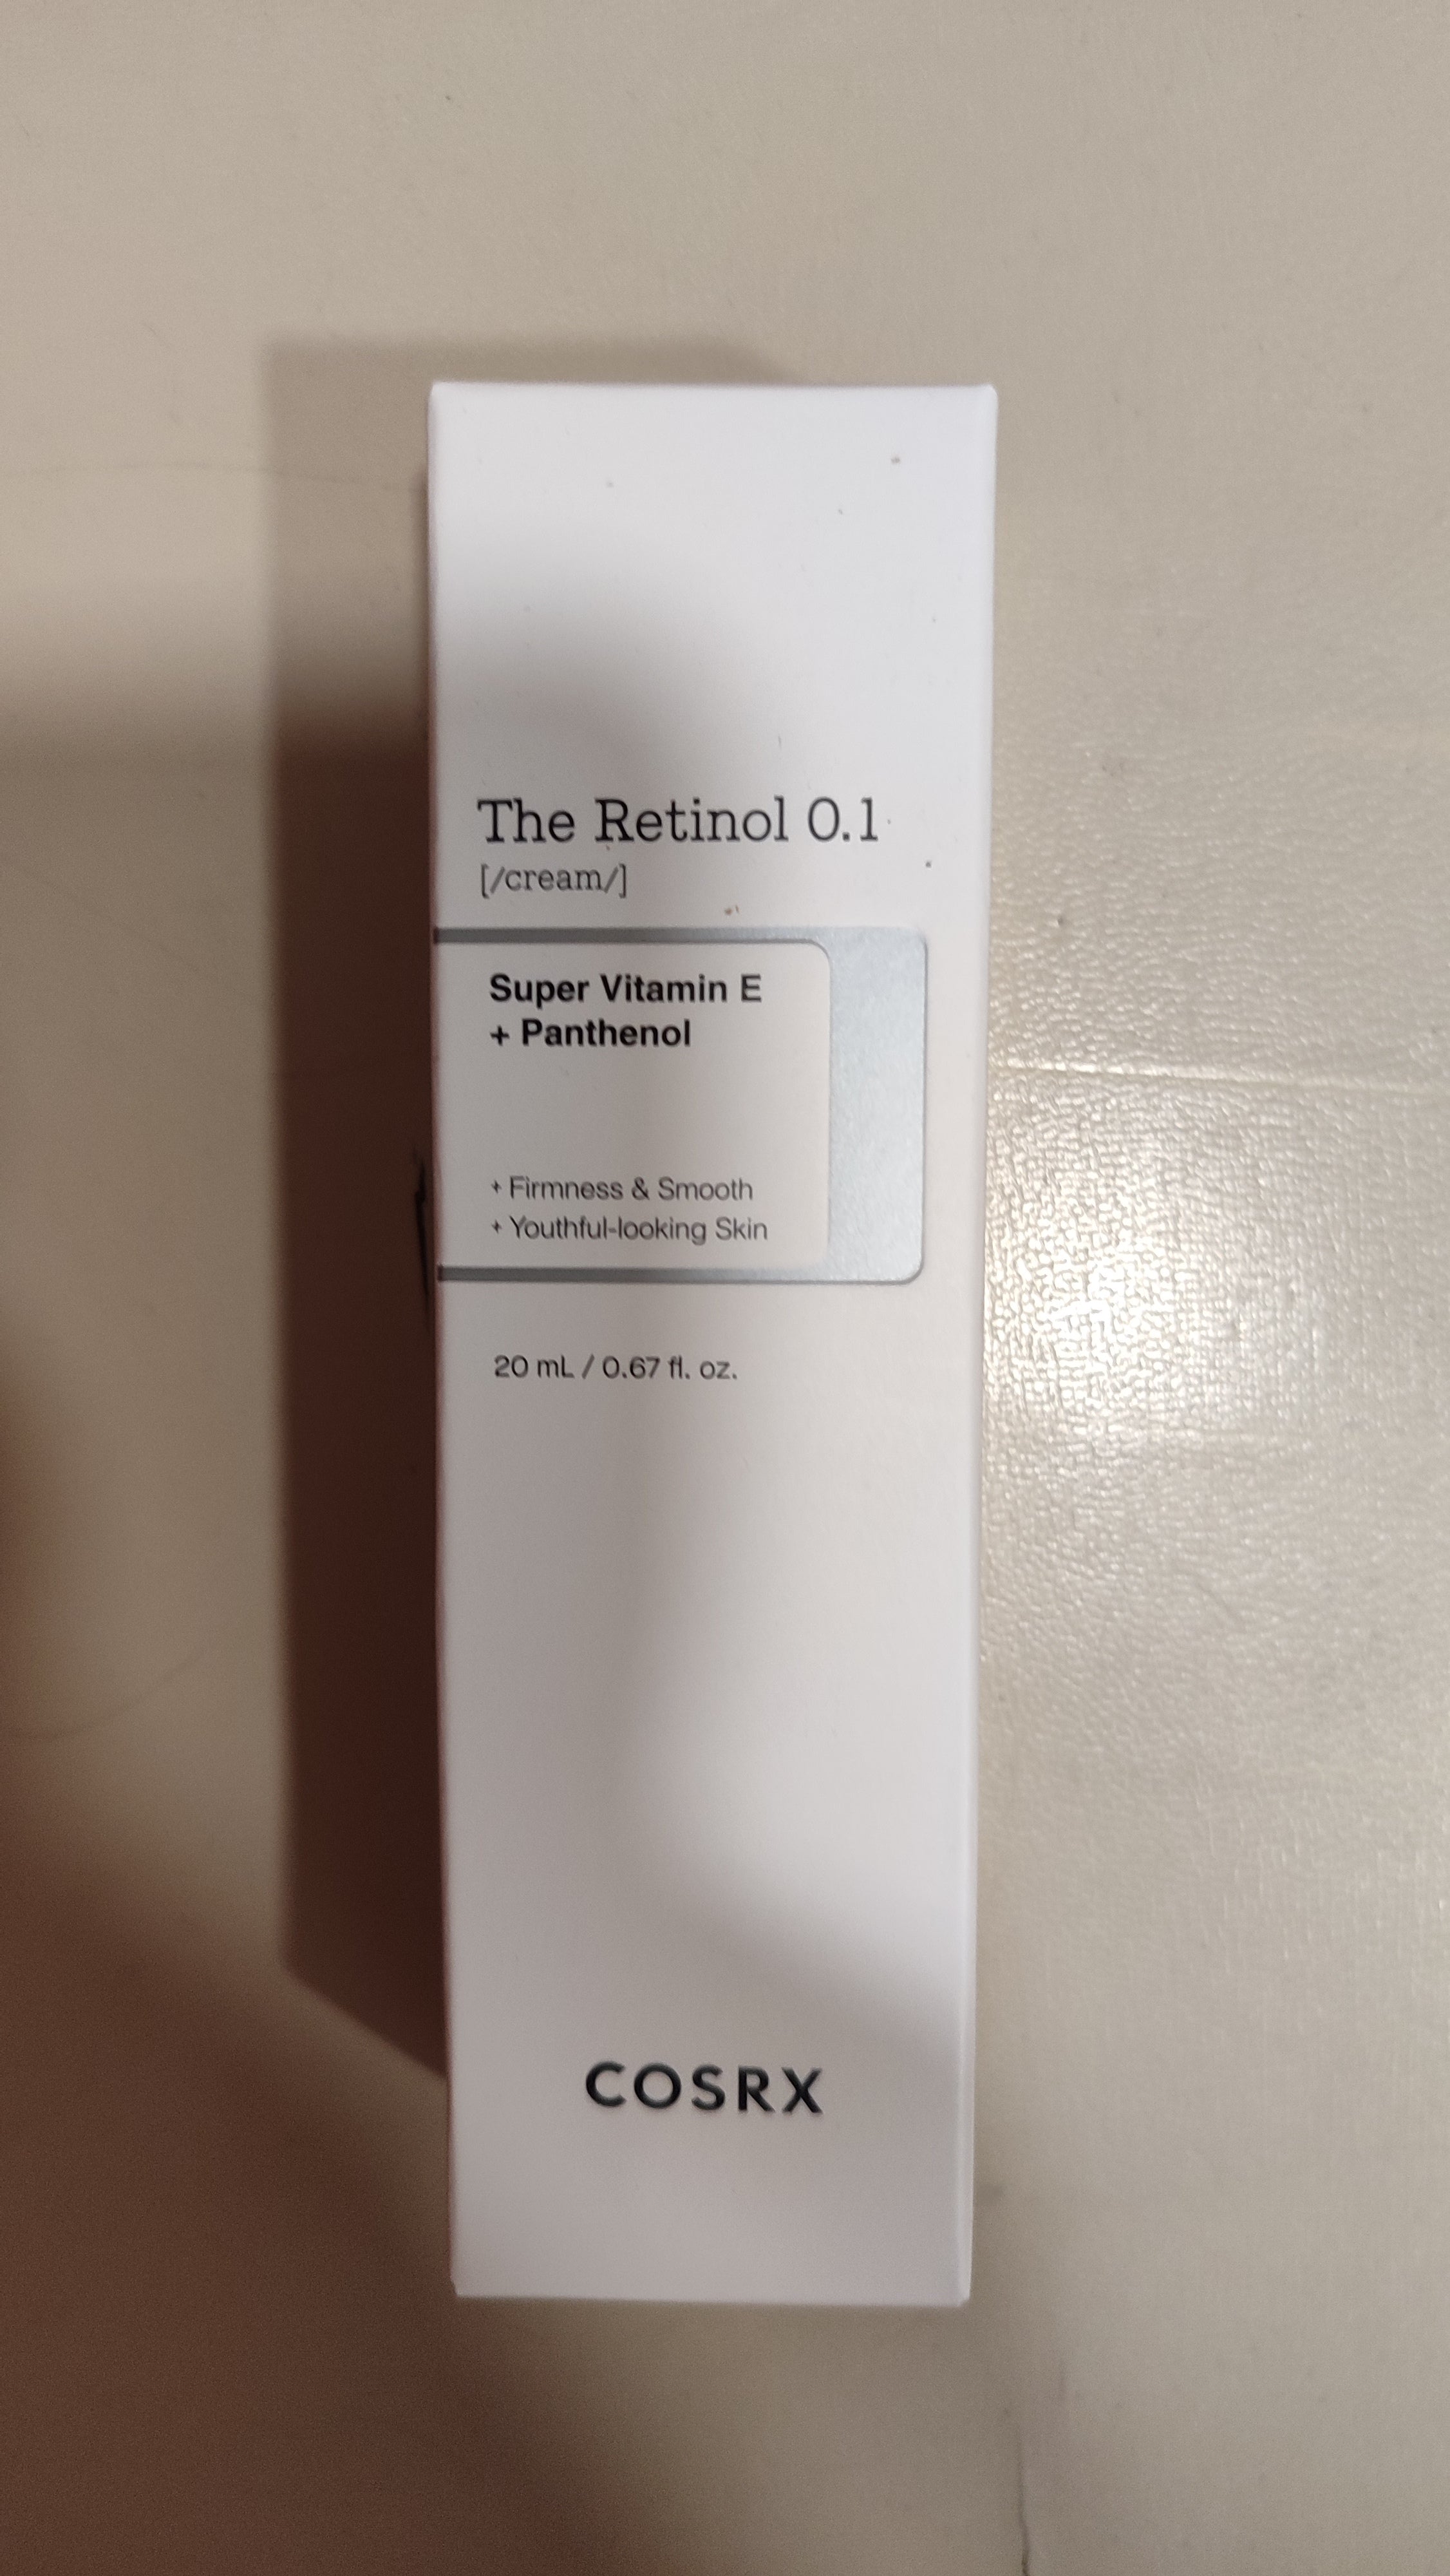 The Retinol 0.1
[/cream/]
Super Vitamin E
+ Panthenol
+ Firmness & Smooth
+ Youthful-looking Skin
20 mL / 0.67 fl. oz.
COSRX